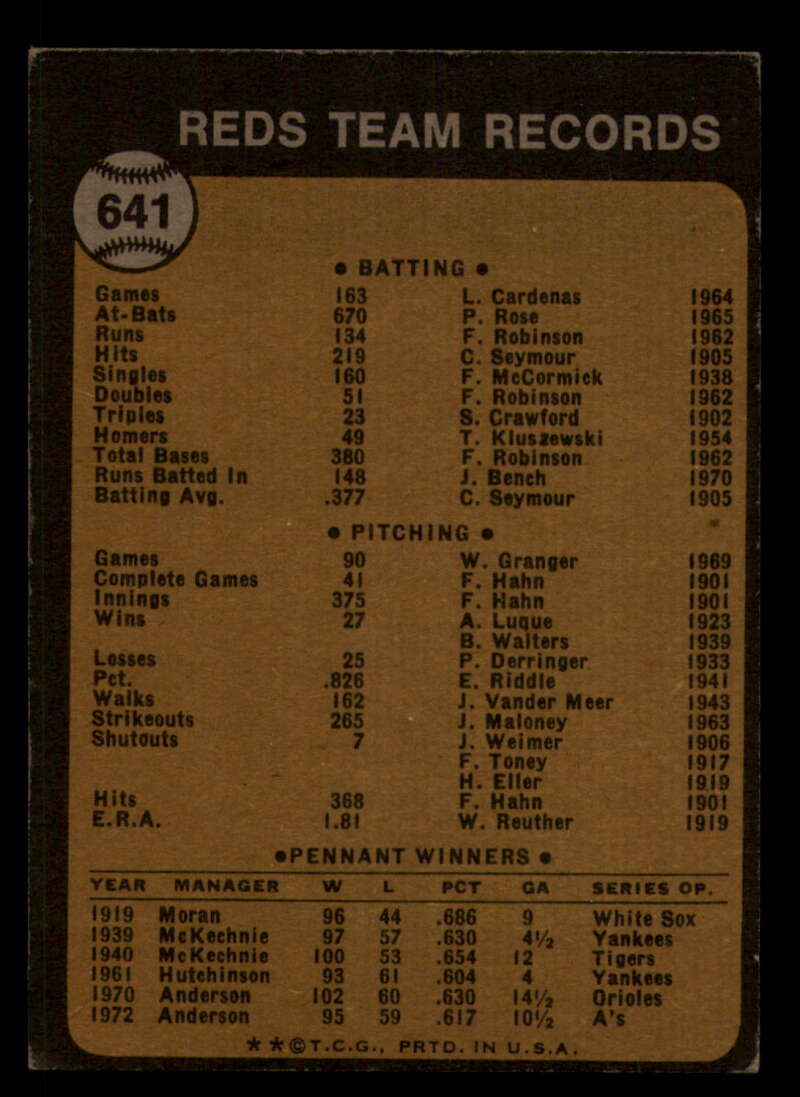 REDS TEAM RECORDS
641
• BATTING •
Games 163 L. Cardenas 1964
At-Bats 670 P. Rose 1965
Runs 134 F. Robinson 1962
Hits 219 C. Seymour 1905
Singles 160 F. McCormick 1938
Doubles 51 F. Robinson 1962
Triples 23 S. Crawford 1902
Homers 49 T. Kluszewski 1954
Total Bases 380 F. Robinson 1962
Runs Batted In 148 J. Bench 1970
Batting Avg. .377 C. Seymour 1905
• PITCHING •
Games 90 W. Granger 1969
Complete Games 41 F. Hahn 1901
Innings 375 F. Hahn 1901
Wins 27 A. Luque 1923
B. Walters 1939
Losses 25 P. Derringer 1933
Pct. .826 E. Riddle 1941
Walks 162 J. Vander Meer 1943
Strikeouts 265 J. Maloney 1963
Shutouts 7 J. Weimer 1906
F. Toney 1917
H. Eller 1919
Hits 368 F. Hahn 1901
E.R.A. 1.81 W. Reuther 1919
•PENNANT WINNERS •
YEAR MANAGER W L PCT GA SERIES OP.
1919 Moran 96 44 .686 9 White Sox
1939 McKechnie 97 57 .630 4½ Yankees
1940 McKechnie 100 53 .654 12 Tigers
1961 Hutchinson 93 61 .604 4 Yankees
1970 Anderson 102 60 .630 14½ Orioles
1972 Anderson 95 59 .617 10½ A's
★ ★ © T.C.G., PRTD. IN U.S.A.